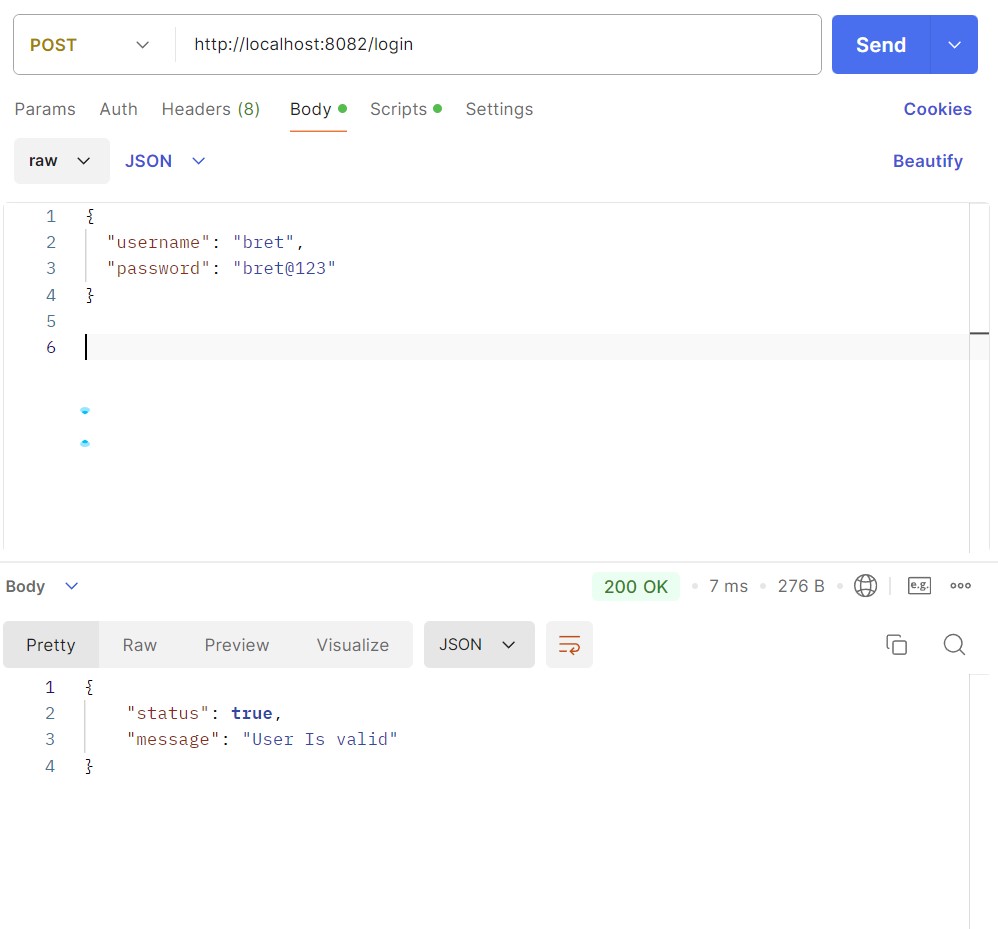 POST http://localhost:8082/login Send
Params Auth Headers (8) Body Scripts Settings Cookies
raw JSON Beautify
1 {
2 "username": "bret",
3 "password": "bret@123"
4 }
5
6
Body 200 OK 7 ms 276 B e.g.
Pretty Raw Preview Visualize JSON
1 {
2 "status": true,
3 "message": "User Is valid"
4 }